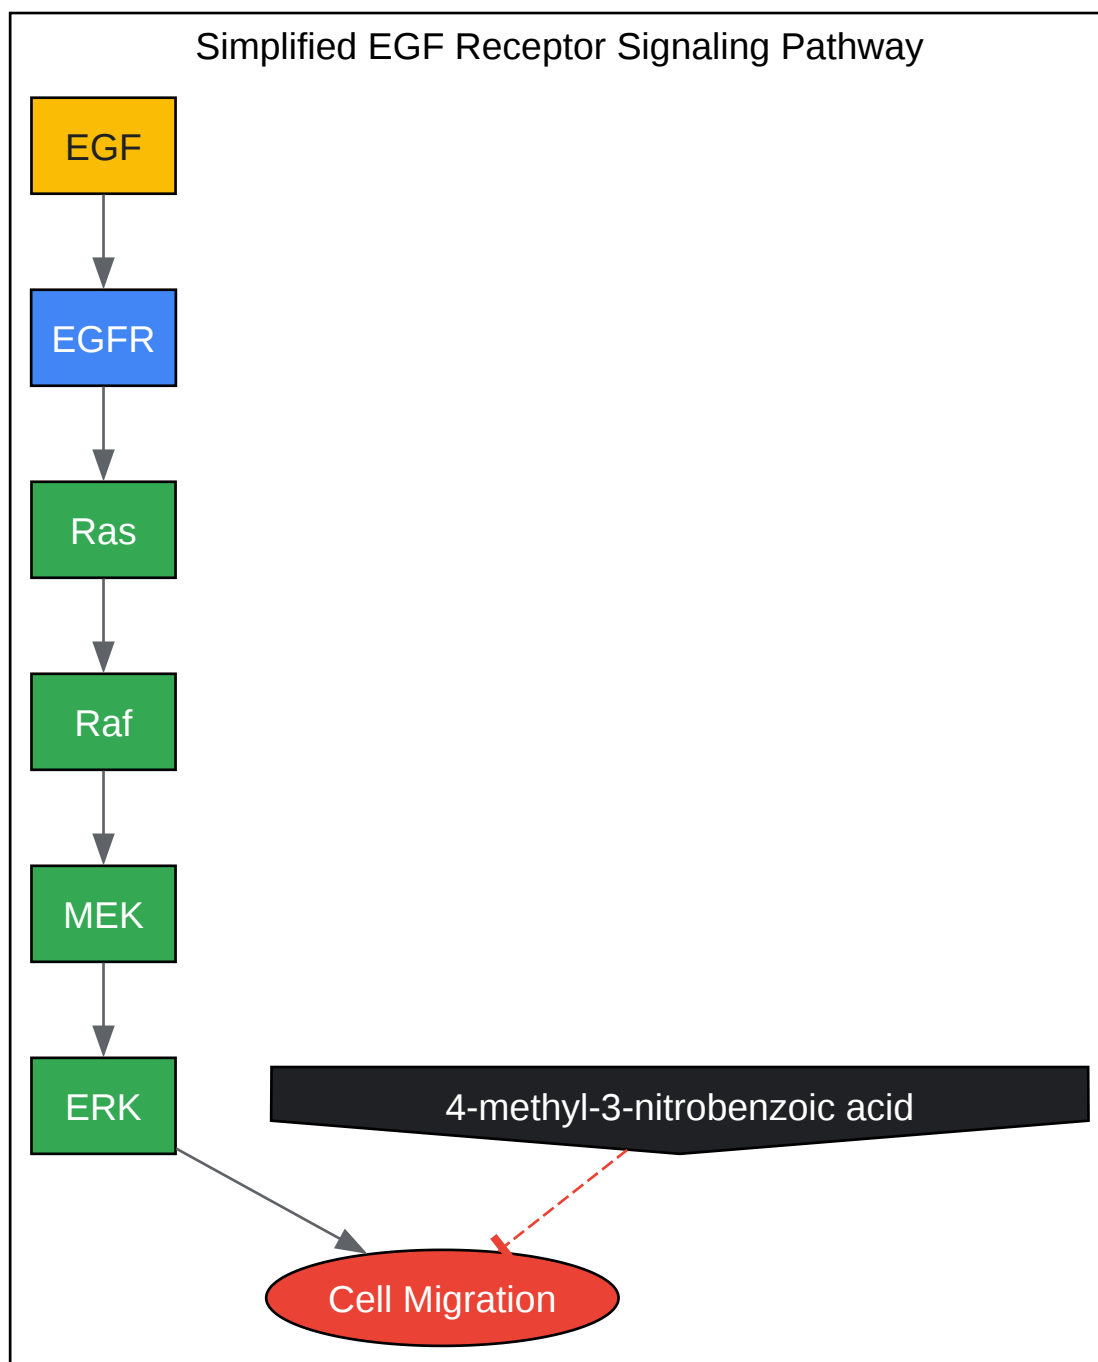 Simplified EGF Receptor Signaling Pathway
EGF
EGFR
Ras
Raf
MEK
ERK
4-methyl-3-nitrobenzoic acid
Cell Migration